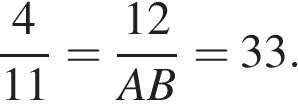 4/11 = 12/AB = 33.